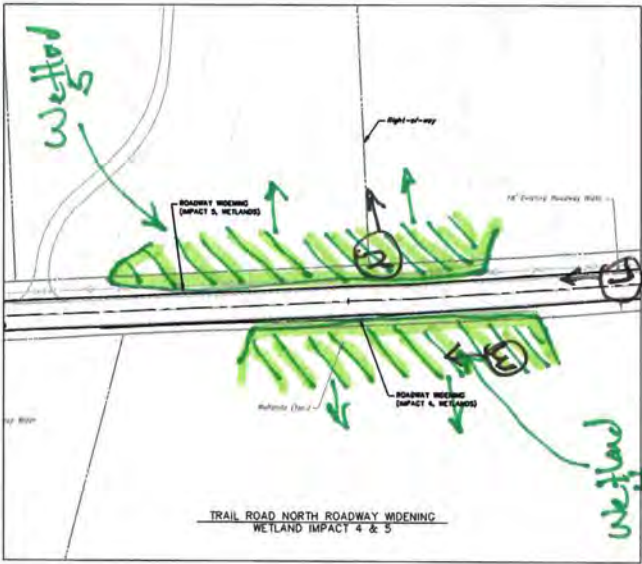 Wetland
5
Right-of-way
ROADWAY WIDENING
(IMPACT 5, WETLANDS)
Existing Roadway Width
2
4
3
Wetlands
ROADWAY WIDENING
(IMPACT 4, WETLANDS)
Wetland
TRAIL ROAD NORTH ROADWAY WIDENING
WETLAND IMPACT 4 & 5